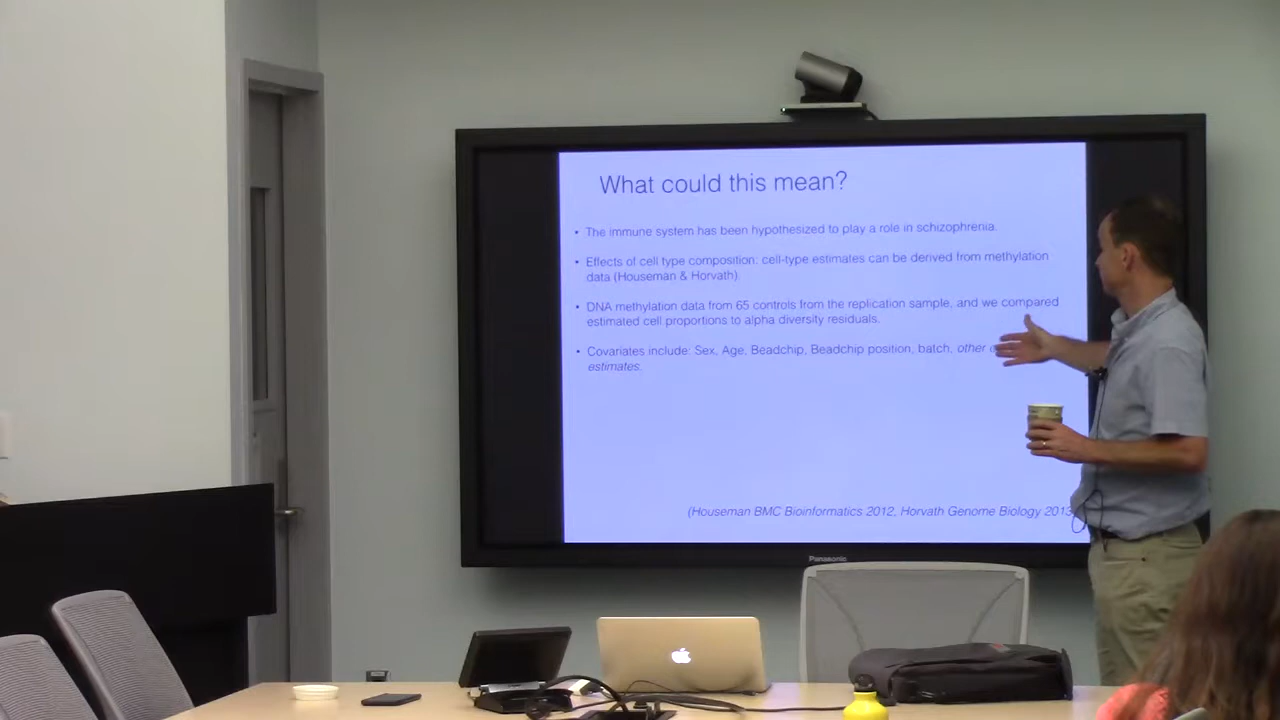 What could this mean?
• The immune system has been hypothesized to play a role in schizophrenia.
• Effects of cell type composition: cell-type estimates can be derived from methylation
data (Houseman & Horvath)
• DNA methylation data from 65 controls from the replication sample, and we compared
estimated cell proportions to alpha diversity residuals.
• Covariates include: Sex, Age, Beadchip, Beadchip position, batch, other
estimates.
(Houseman BMC Bioinformatics 2012, Horvath Genome Biology 2013
Panasonic